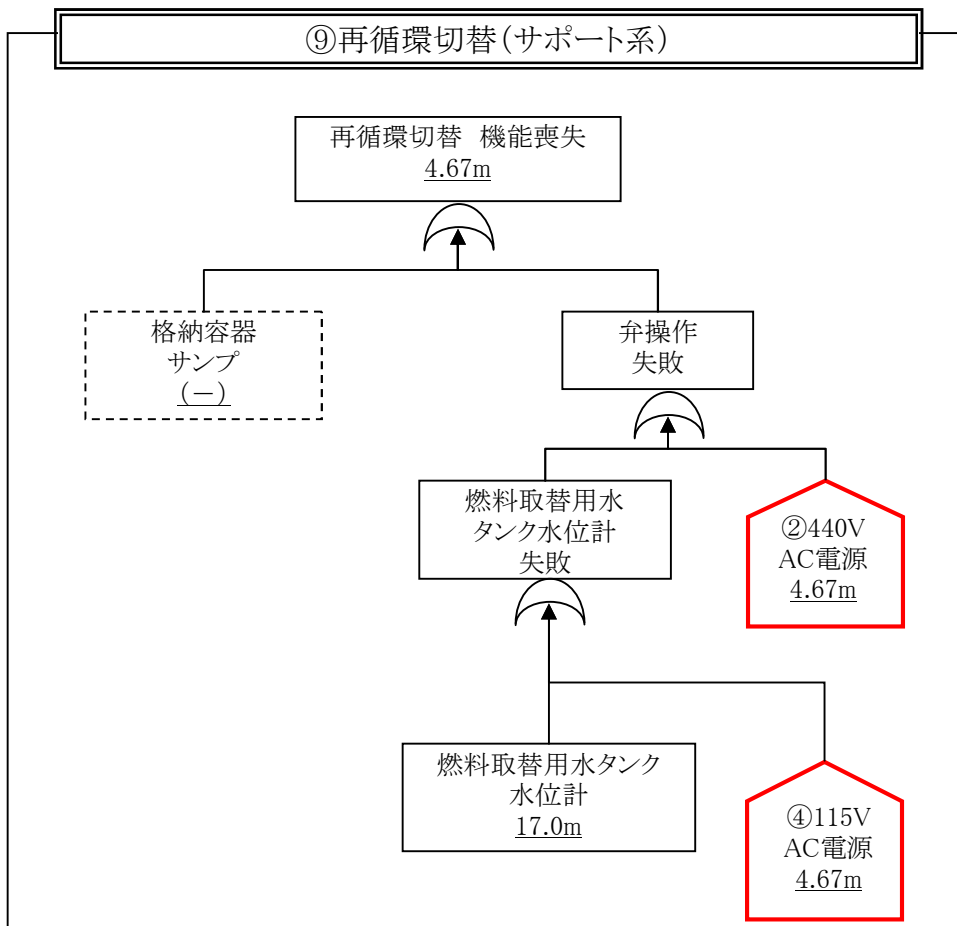 ⑨再循環切替(サポート系)
再循環切替 機能喪失
4.67m
格納容器
サンプ
(-)
弁操作
失敗
燃料取替用水
タンク水位計
失敗
②440V
AC電源
4.67m
燃料取替用水タンク
水位計
17.0m
④115V
AC電源
4.67m